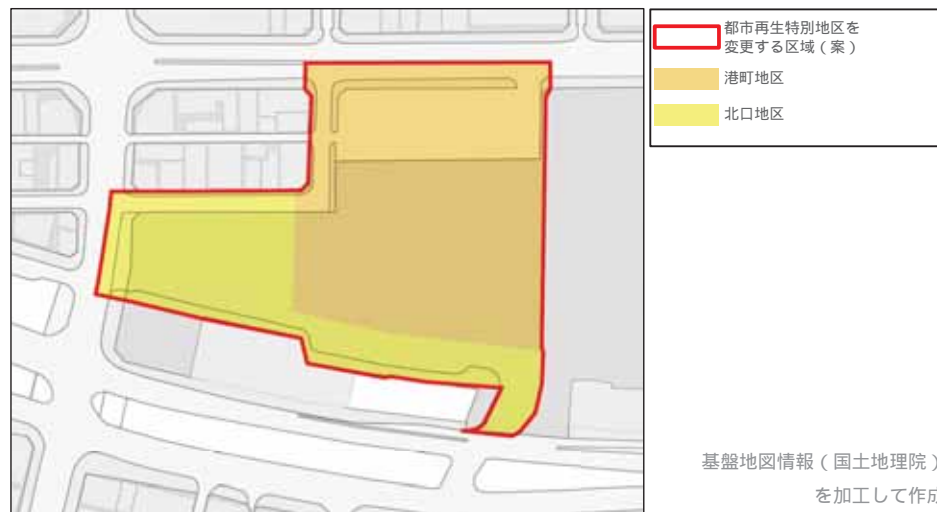 都市再生特別地区を
変更する区域（案）
港町地区
北口地区
基盤地図情報（国土地理院）
を加工して作成